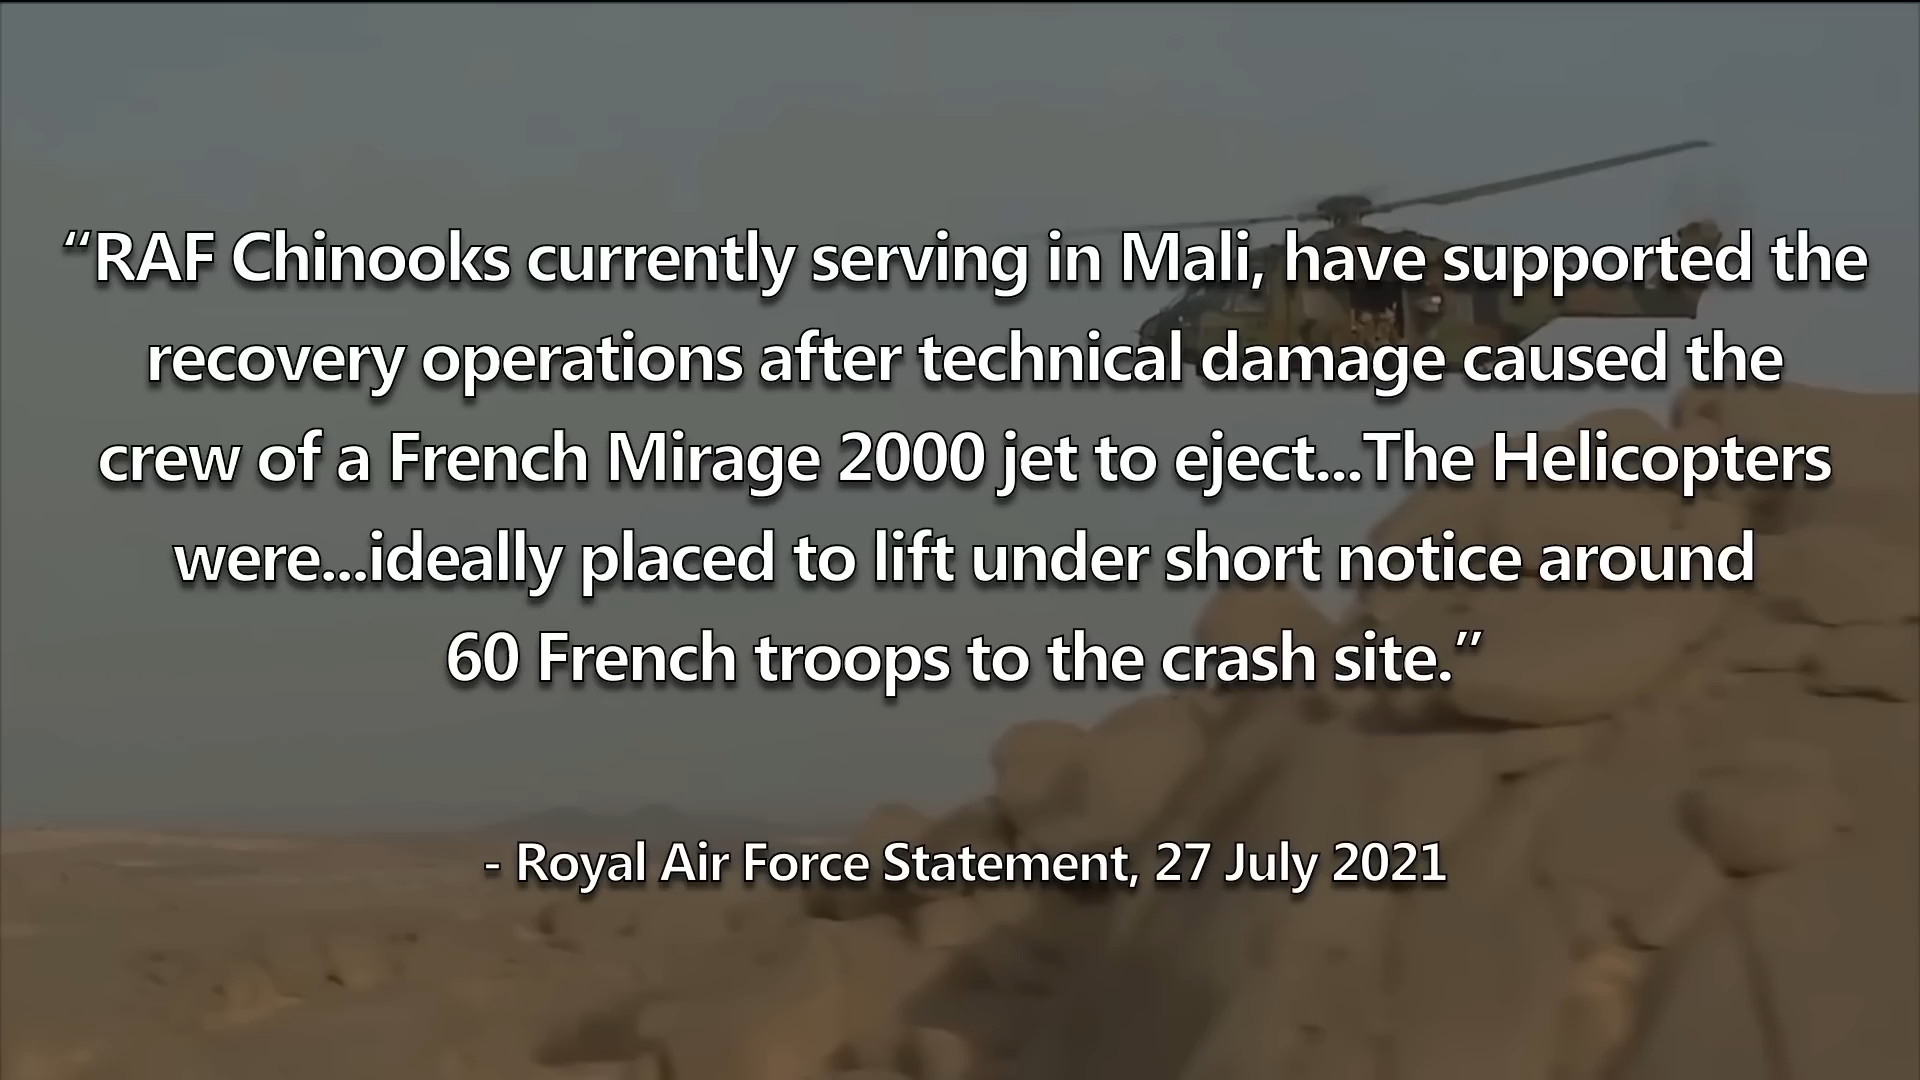 “RAF Chinooks currently serving in Mali, have supported the
recovery operations after technical damage caused the
crew of a French Mirage 2000 jet to eject...The Helicopters
were...ideally placed to lift under short notice around
60 French troops to the crash site.”
- Royal Air Force Statement, 27 July 2021